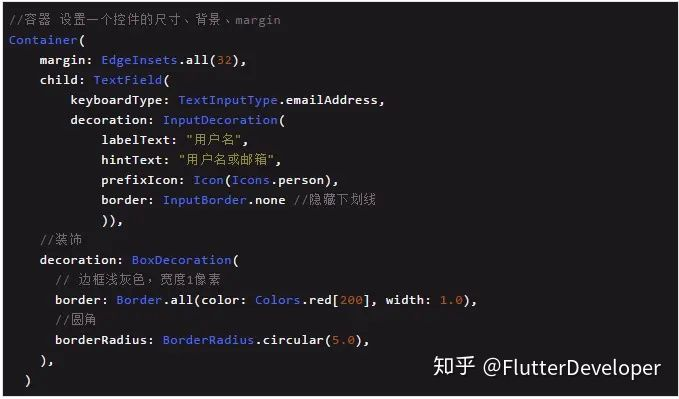 //容器 设置一个控件的尺寸、背景、margin
Container(
    margin: EdgeInsets.all(32),
    child: TextField(
        keyboardType: TextInputType.emailAddress,
        decoration: InputDecoration(
            labelText: "用户名",
            hintText: "用户名或邮箱",
            prefixIcon: Icon(Icons.person),
            border: InputBorder.none //隐藏下划线
            )),
    //装饰
    decoration: BoxDecoration(
      // 边框浅灰色，宽度1像素
      border: Border.all(color: Colors.red[200], width: 1.0),
      //圆角
      borderRadius: BorderRadius.circular(5.0),
    ),
  )
知乎 @FlutterDeveloper